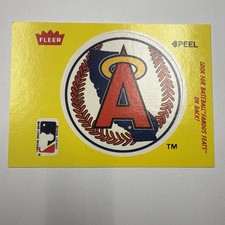 FLEER
PEEL
LOOK FOR BASEBALL'S FAMOUS FEATS
ON BACK!
A
TM